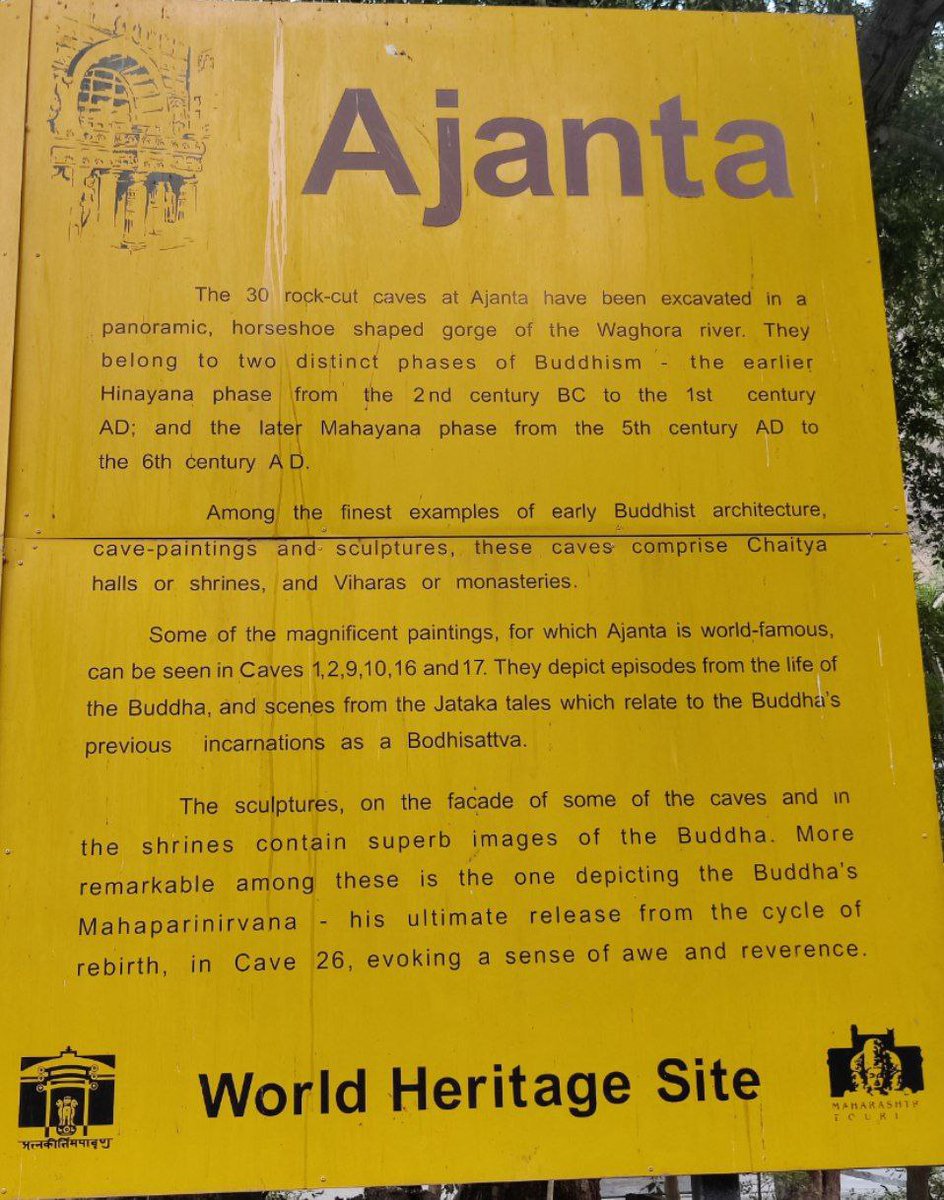 Ajanta
The 30 rock-cut caves at Ajanta have been excavated in a
panoramic, horseshoe shaped gorge of the Waghora river. They
belong to two distinct phases of Buddhism - the earlier
Hinayana phase from the 2nd century BC to the 1st century
AD; and the later Mahayana phase from the 5th century AD to
the 6th century A D.
Among the finest examples of early Buddhist architecture,
cave-paintings and sculptures, these caves comprise Chaitya
halls or shrines, and Viharas or monasteries.
Some of the magnificent paintings, for which Ajanta is world-famous,
can be seen in Caves 1,2,9,10,16 and 17. They depict episodes from the life of
the Buddha, and scenes from the Jataka tales which relate to the Buddha's
previous incarnations as a Bodhisattva.
The sculptures, on the facade of some of the caves and in
the shrines contain superb images of the Buddha. More
remarkable among these is the one depicting the Buddha's
Mahaparinirvana - his ultimate release from the cycle of
rebirth, in Cave 26, evoking a sense of awe and reverence.
World Heritage Site